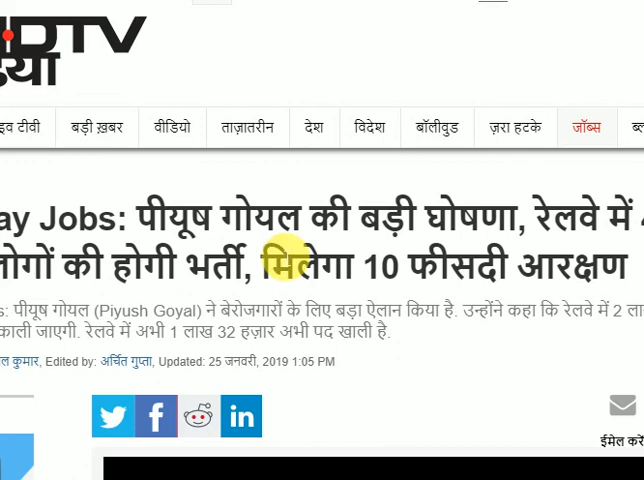 NDTV
इव टीवी बड़ी ख़बर वीडियो ताज़ातरीन देश विदेश बॉलीवुड ज़रा हटके जॉब्स
ay Jobs: पीयूष गोयल की बड़ी घोषणा, रेलवे में 4
लोगों की होगी भर्ती, मिलेगा 10 फीसदी आरक्षण
s: पीयूष गोयल (Piyush Goyal) ने बेरोजगारों के लिए बड़ा ऐलान किया है. उन्होंने कहा कि रेलवे में 2 ला
काली जाएगी. रेलवे में अभी 1 लाख 32 हज़ार अभी पद खाली है.
ल कुमार, Edited by: अर्चित गुप्ता, Updated: 25 जनवरी, 2019 1:05 PM
ईमेल करें